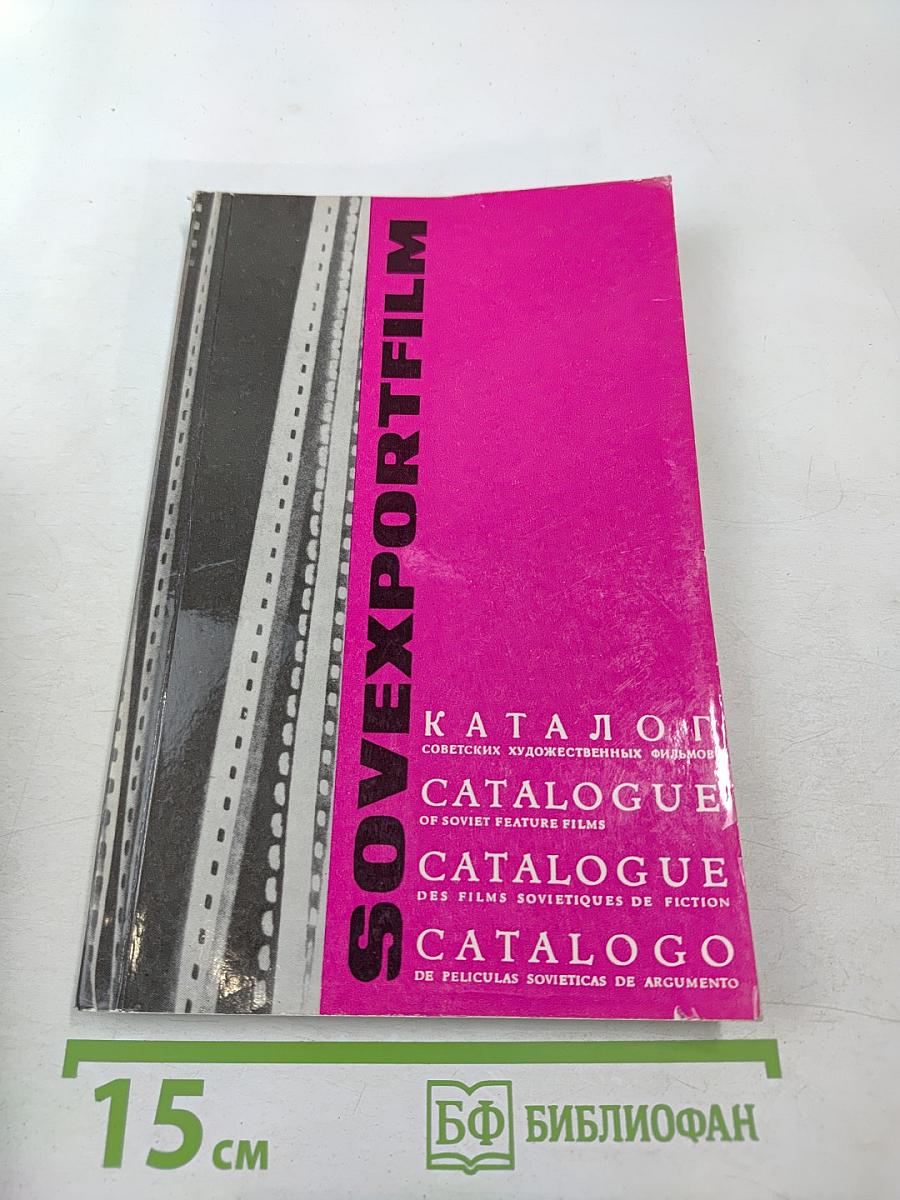 SOVEXPORTFILM
КАТАЛОГ
СОВЕТСКИХ ХУДОЖЕСТВЕННЫХ ФИЛЬМОВ
CATALOGUE
OF SOVIET FEATURE FILMS
CATALOGUE
DES FILMS SOVIETIQUES DE FICTION
CATALOGO
DE PELICULAS SOVIETICAS DE ARGUMENTO
15 см
БФ БИБЛИОФАН